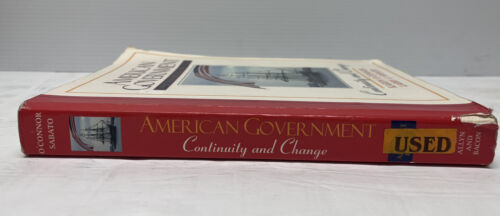 AMERICAN
GOVERNMENT
O'CONNOR
SABATO
AMERICAN GOVERNMENT
Continuity and Change
USED
ALLYN
AND
BACON